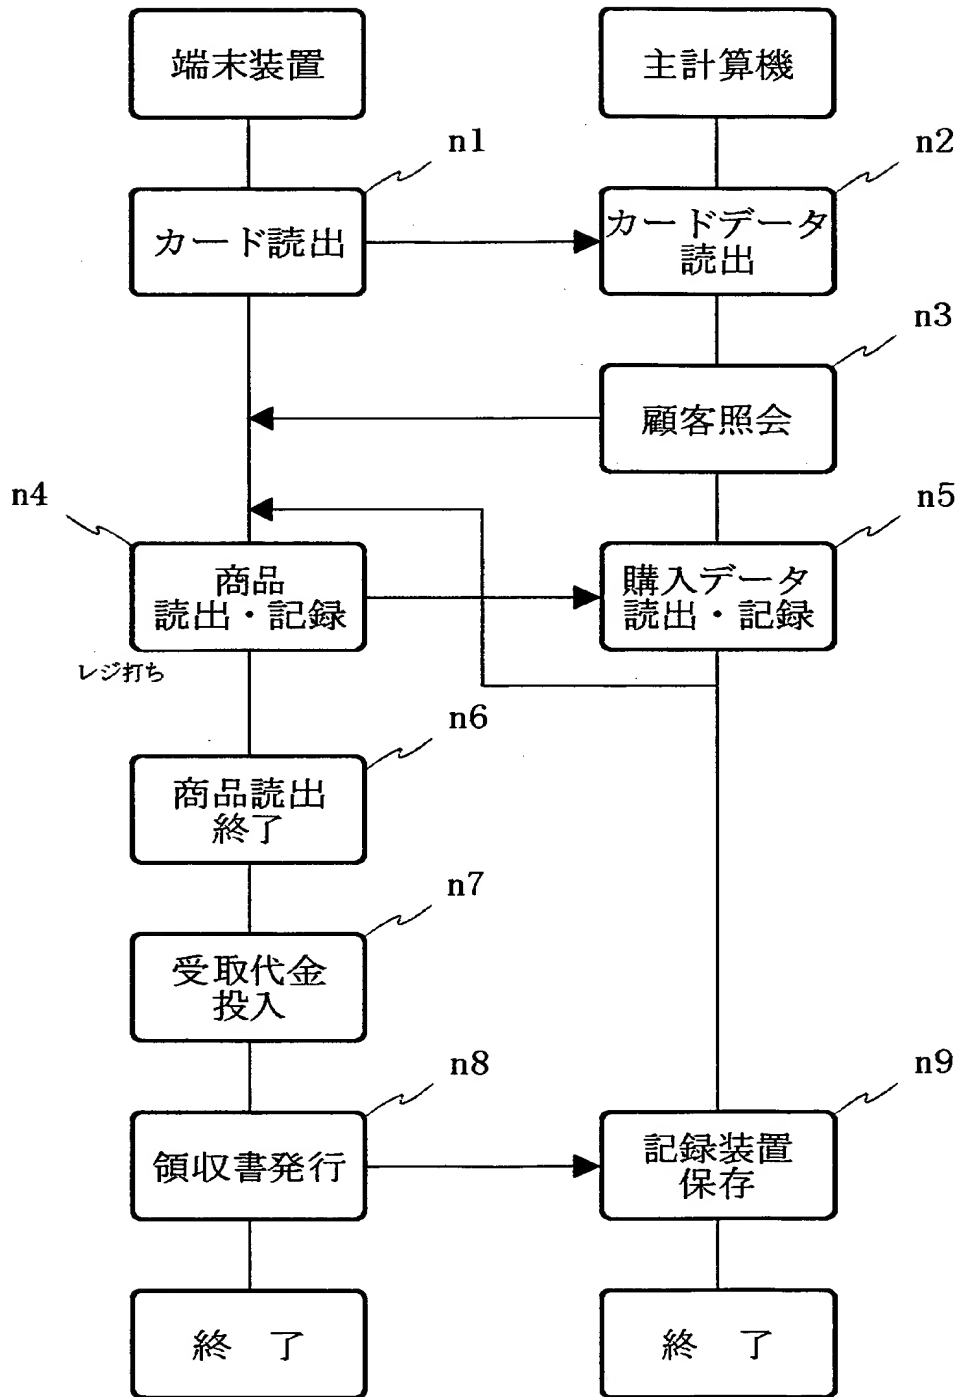 端末装置
主計算機
n1
n2
カード読出
カードデータ
読出
n3
顧客照会
n4
n5
商品
読出・記録
購入データ
読出・記録
レジ打ち
n6
商品読出
終了
n7
受取代金
投入
n8
n9
領収書発行
記録装置
保存
終 了
終 了